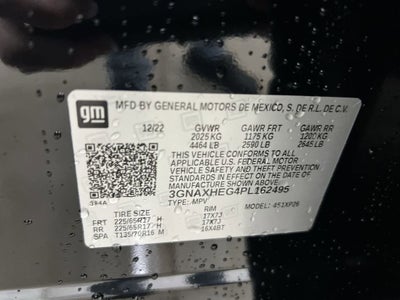 gm
MFD BY GENERAL MOTORS DE MEXICO, S. DE R.L. DE C.V.
12/22 GVWR GAWR FRT GAWR RR
2025 KG 1175 KG 1200 KG
4464 LB 2590 LB 2645 LB
THIS VEHICLE CONFORMS TO ALL
APPLICABLE U.S. FEDERAL MOTOR
VEHICLE SAFETY AND THEFT PREVENTION
STANDARDS IN EFFECT ON THE DATE OF
MANUFACTURE SHOWN ABOVE.
3GNAXHEG4PL162495
TYPE: MPV MODEL: 1XP26
TIRE SIZE RIM
FRT 225/65R17 H 17X7J
RR 225/65R17 H 17X7J
SPA T135/70R16 M 16X4BT